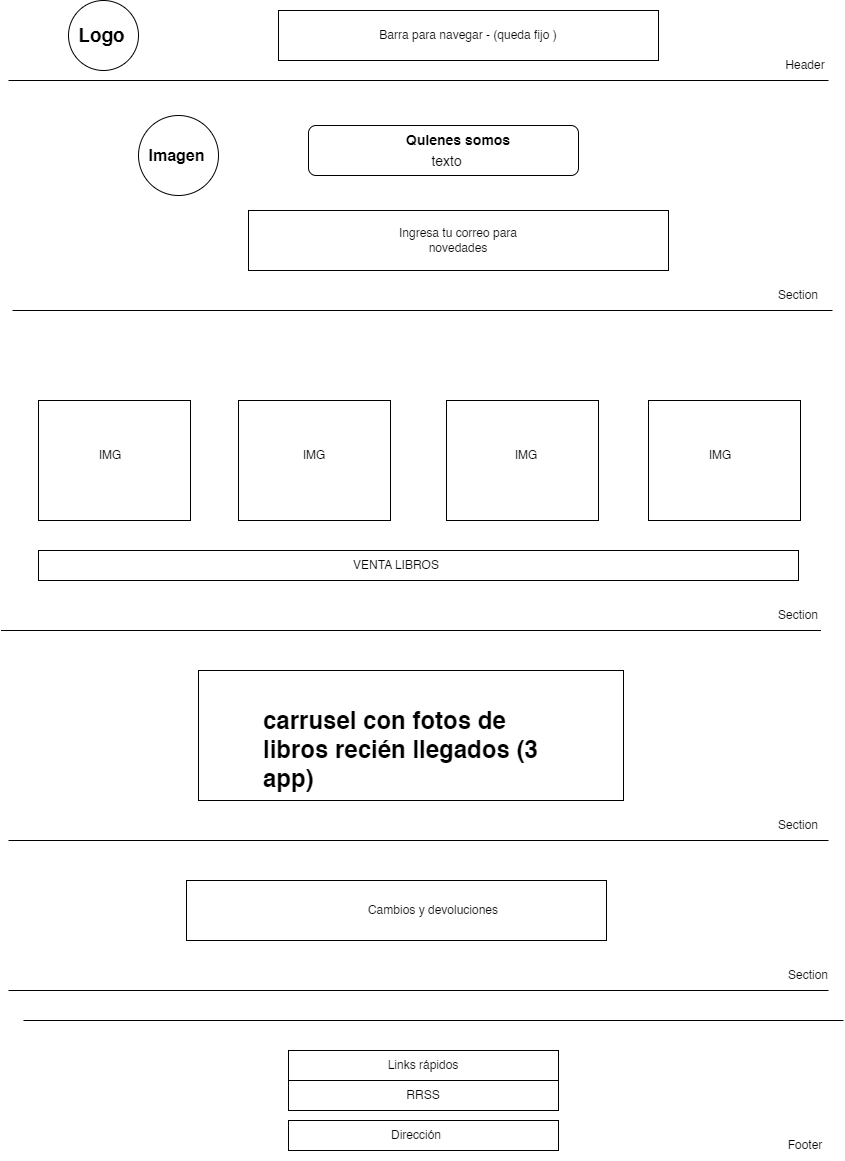 Logo
Barra para navegar - (queda fijo )
Header
Imagen
QuIenes somos
texto
Ingresa tu correo para
novedades
Section
IMG
IMG
IMG
IMG
VENTA LIBROS
Section
carrusel con fotos de
libros recién llegados (3
app)
Section
Cambios y devoluciones
Section
Links rápidos
RRSS
Dirección
Footer